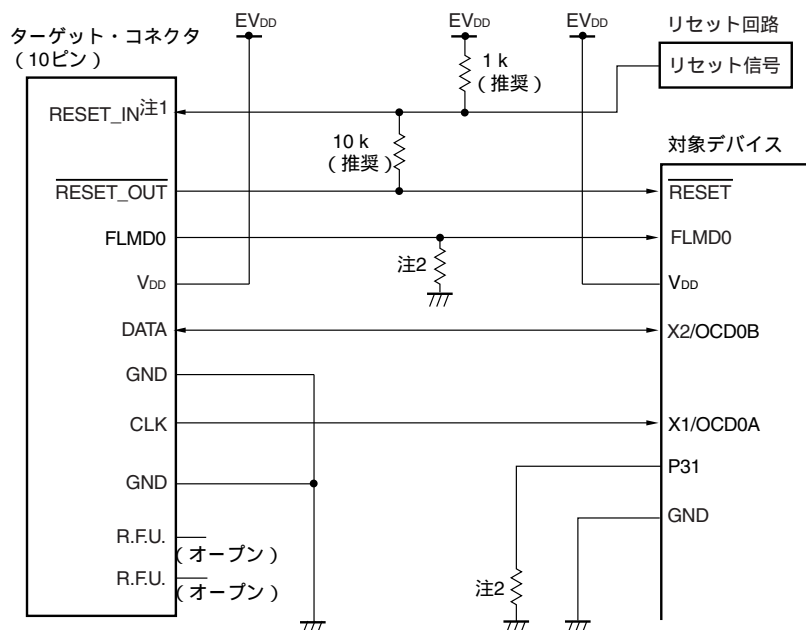 ターゲット・コネクタ
（10ピン）
EVDD
EVDD
EVDD
リセット回路
リセット信号
1 k
（推奨）
RESET_IN注1
10 k
（推奨）
対象デバイス
RESET_OUT
RESET
FLMD0
FLMD0
注2
VDD
VDD
DATA
X2/OCD0B
GND
CLK
X1/OCD0A
P31
GND
GND
R.F.U.
（オープン）
R.F.U.
（オープン）
注2